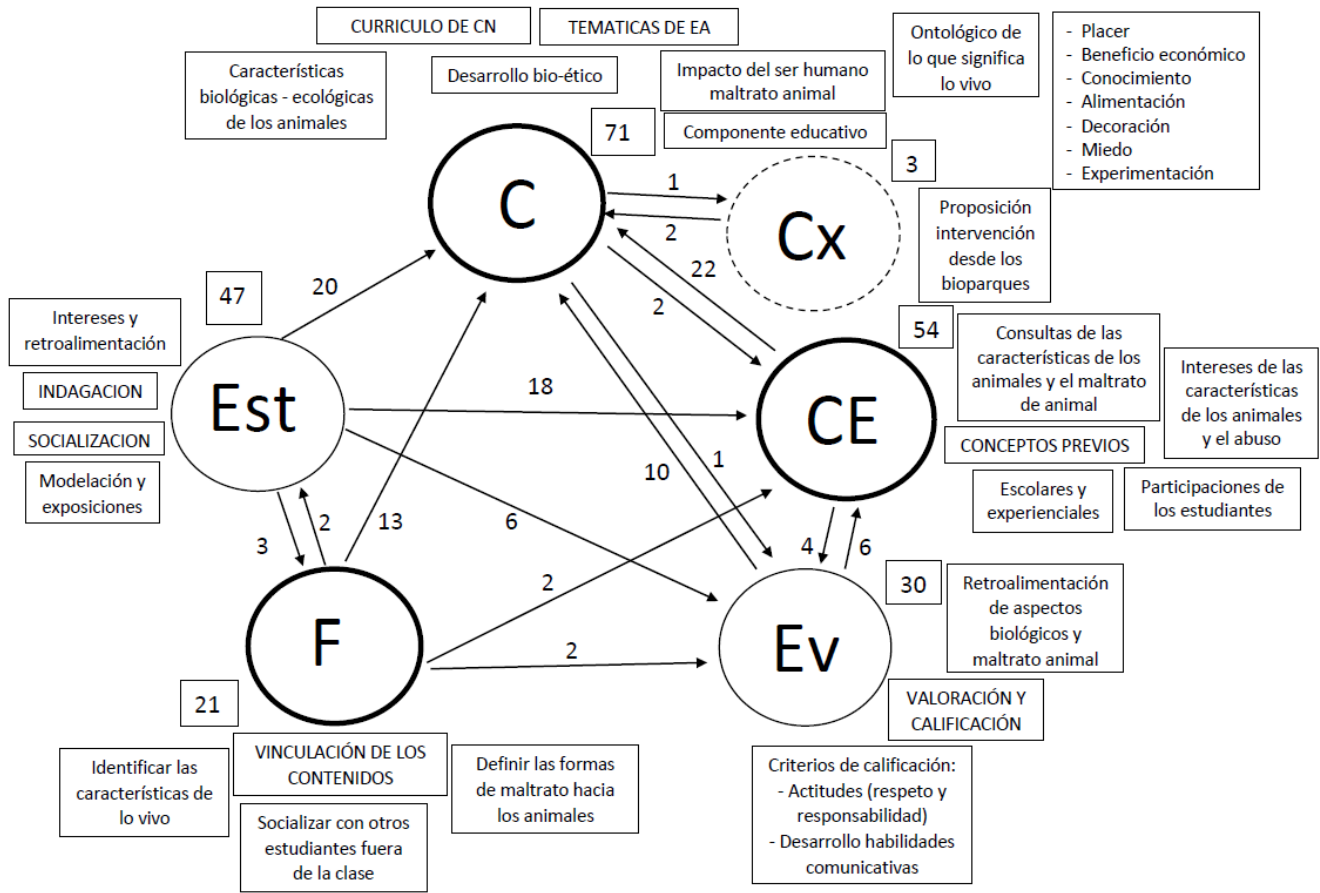 CURRICULO DE CN
TEMATICAS DE EA
Características
biológicas - ecológicas
de los animales
Desarrollo bio-ético
Impacto del ser humano
maltrato animal
Componente educativo
Ontológico de
lo que significa
lo vivo
- Placer
- Beneficio económico
- Conocimiento
- Alimentación
- Decoración
- Miedo
- Experimentación
71
C
3
Cx
Proposición
intervención
desde los
bioparques
1
2
22
2
20
47
Intereses y
retroalimentación
INDAGACION
SOCIALIZACION
Modelación y
exposiciones
Est
18
54
CE
Consultas de las
características de los
animales y el maltrato
de animal
Intereses de las
características
de los animales
y el abuso
CONCEPTOS PREVIOS
Escolares y
experienciales
Participaciones de
los estudiantes
10
1
3
2
13
6
4
6
2
2
F
21
Identificar las
características de
lo vivo
VINCULACIÓN DE LOS
CONTENIDOS
Socializar con otros
estudiantes fuera
de la clase
Definir las formas
de maltrato hacia
los animales
Ev
30
Retroalimentación
de aspectos
biológicos y
maltrato animal
VALORACIÓN Y
CALIFICACIÓN
Criterios de calificación:
- Actitudes (respeto y
responsabilidad)
- Desarrollo habilidades
comunicativas